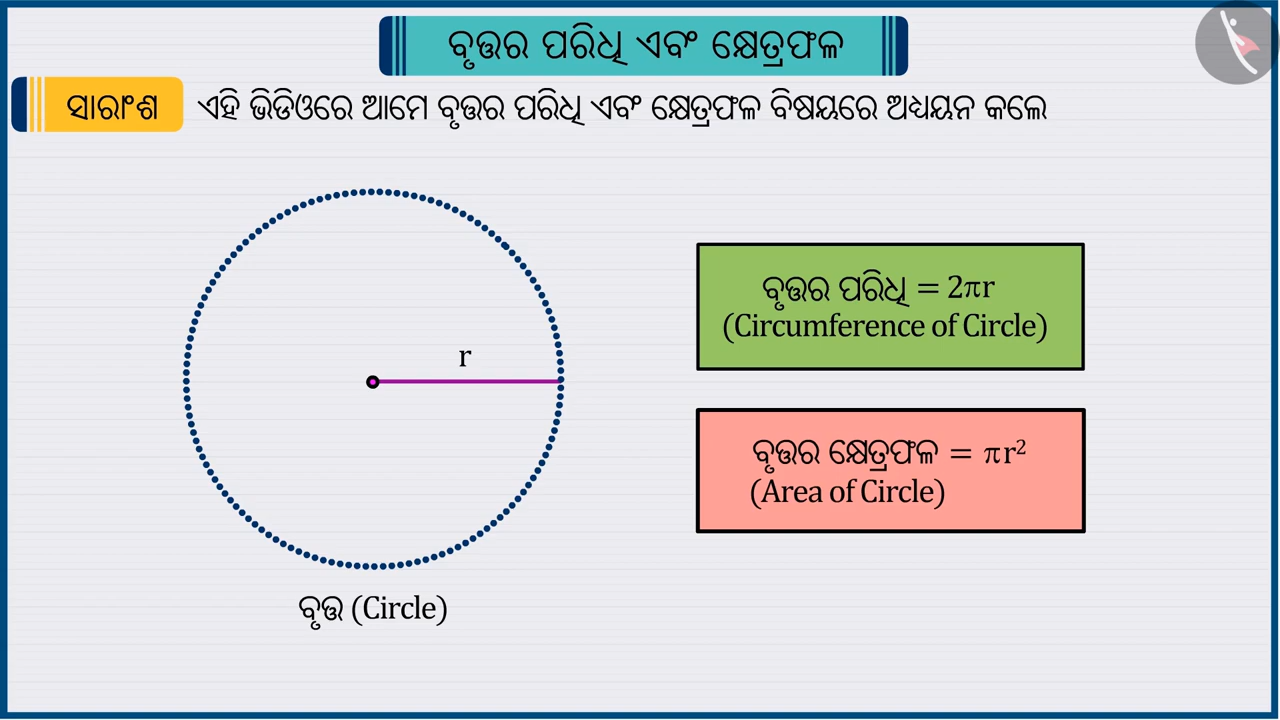 ବୃତ୍ତର ପରିଧି ଏବଂ କ୍ଷେତ୍ରଫଳ
ସାରାଂଶ ଏହି ଭିଡିଓରେ ଆମେ ବୃତ୍ତର ପରିଧି ଏବଂ କ୍ଷେତ୍ରଫଳ ବିଷୟରେ ଅଧ୍ୟୟନ କଲେ
r
ବୃତ୍ତର ପରିଧି = 2πr
(Circumference of Circle)
ବୃତ୍ତର କ୍ଷେତ୍ରଫଳ = πr²
(Area of Circle)
ବୃତ୍ତ (Circle)